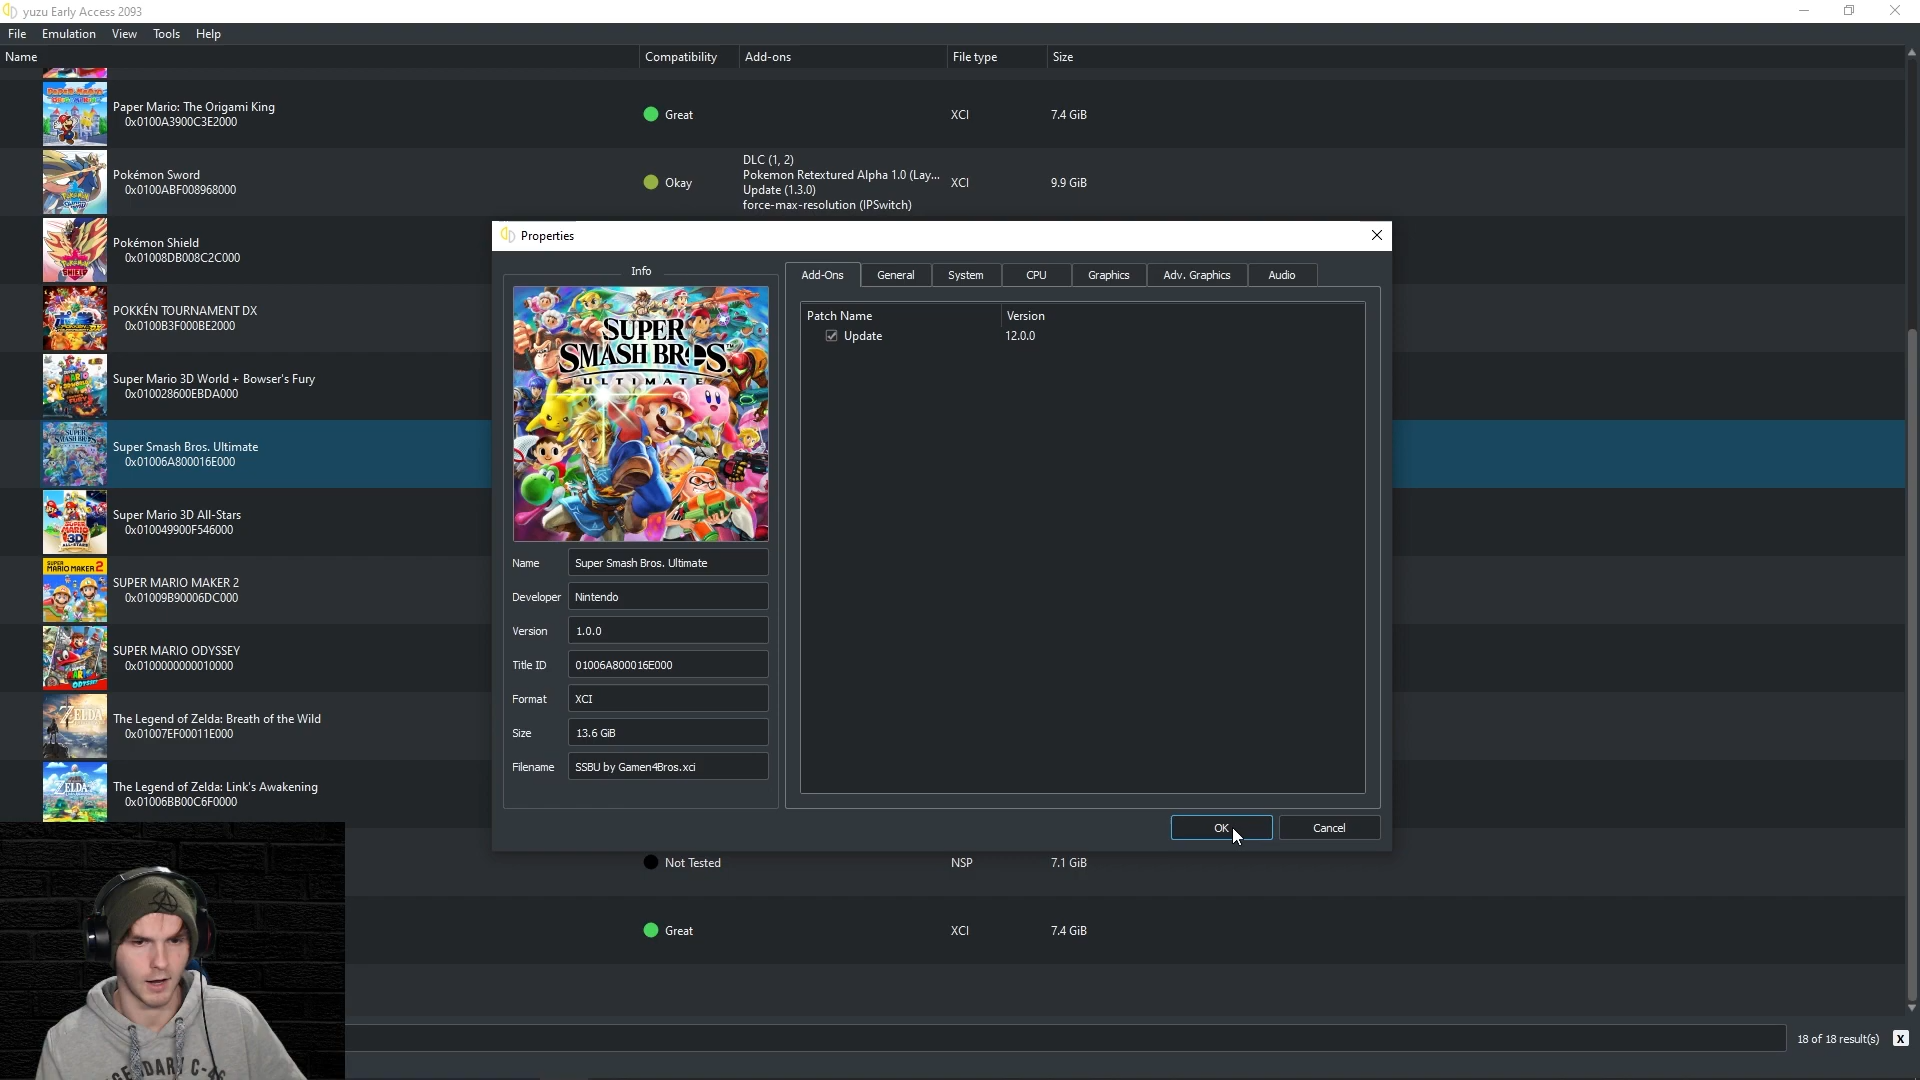 yuzu Early Access 2093
File Emulation View Tools Help
Name Compatibility Add-ons File type Size
Paper Mario: The Origami King
0x0100A3900C3E2000
Great XCI 7.4 GiB
Pokémon Sword
0x0100ABF008968000
Okay
DLC (1, 2)
Pokemon Retextured Alpha 1.0 (Lay...
Update (1.3.0)
force-max-resolution (IPSwitch)
XCI 9.9 GiB
Pokémon Shield
0x01008DB008C2C000
POKKÉN TOURNAMENT DX
0x0100B3F000BE2000
Super Mario 3D World + Bowser's Fury
0x010028600EBDA000
Super Smash Bros. Ultimate
0x01006A800016E000
Super Mario 3D All-Stars
0x010049900F546000
SUPER MARIO MAKER 2
0x01009B90006DC000
SUPER MARIO ODYSSEY
0x0100000000010000
The Legend of Zelda: Breath of the Wild
0x01007EF00011E000
The Legend of Zelda: Link's Awakening
0x01006BB00C6F0000
Not Tested NSP 7.1 GiB
Great XCI 7.4 GiB
Properties
Info
SUPER
SMASH BROS.
ULTIMATE
Name Super Smash Bros. Ultimate
Developer Nintendo
Version 1.0.0
Title ID 01006A800016E000
Format XCI
Size 13.6 GiB
Filename SSBU by Gamen4Bros.xci
Add-Ons General System CPU Graphics Adv. Graphics Audio
Patch Name Version
Update 12.0.0
OK Cancel
18 of 18 result(s) X